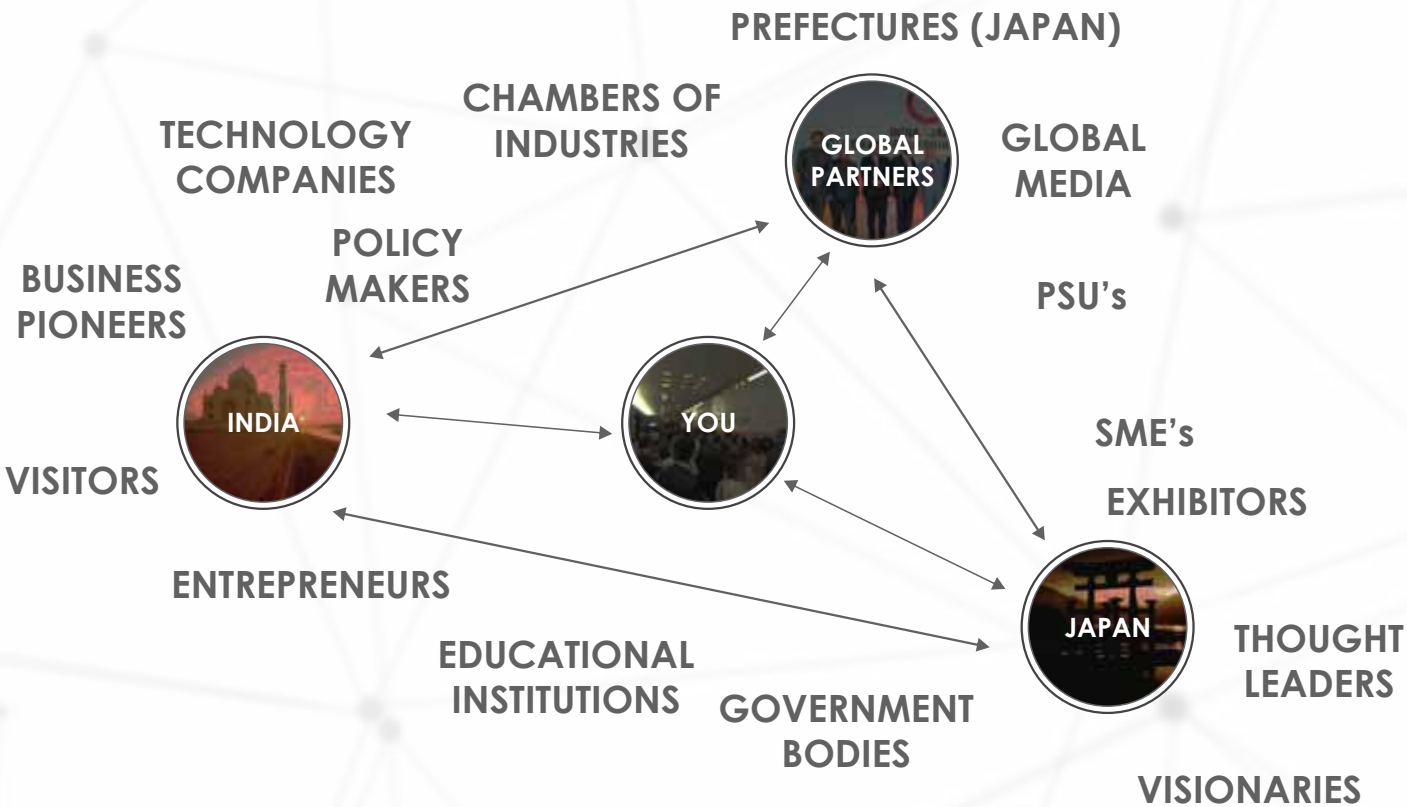 PREFECTURES (JAPAN)
CHAMBERS OF
INDUSTRIES
TECHNOLOGY
COMPANIES
GLOBAL
PARTNERS
GLOBAL
MEDIA
POLICY
MAKERS
BUSINESS
PIONEERS
PSU's
INDIA
YOU
SME's
VISITORS
EXHIBITORS
ENTREPRENEURS
JAPAN
THOUGHT
LEADERS
EDUCATIONAL
INSTITUTIONS
GOVERNMENT
BODIES
VISIONARIES